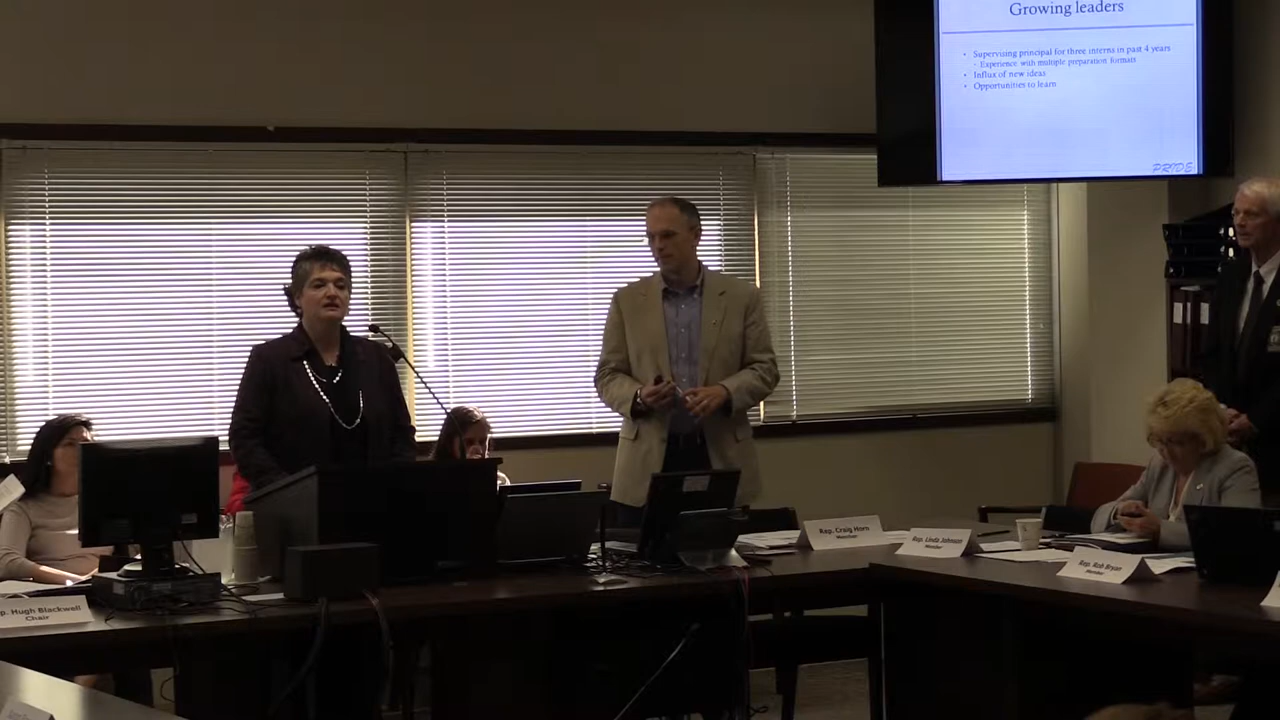 Growing leaders
• Supervising principal for three interns in past 4 years
- Experience with multiple preparation formats
• Influx of new ideas
• Opportunities to learn
PRIDE
Rep. Craig Horn
Rep. Linda Johnson
Member
Rep. Rob Bryan
Member
p. Hugh Blackwell
Chair